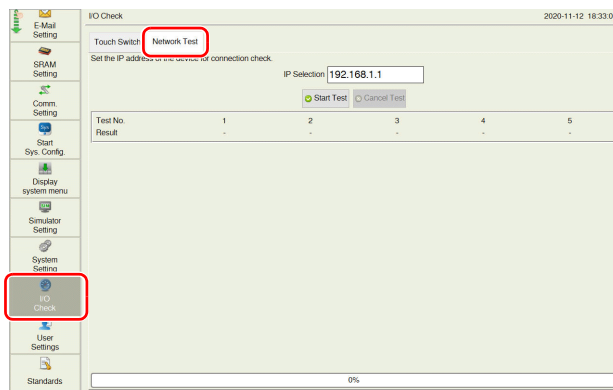 I/O Check
2020-11-12 18:33:0
E-Mail
Setting
SRAM
Setting
Comm.
Setting
Sys
Start
Sys. Config.
Display
system menu
Simulator
Setting
System
Setting
I/O
Check
User
Settings
Standards
Touch Switch
Network Test
Set the IP address of the device for connection check.
IP Selection 192.168.1.1
Start Test
Cancel Test
Test No. 1 2 3 4 5
Result - - - - -
0%